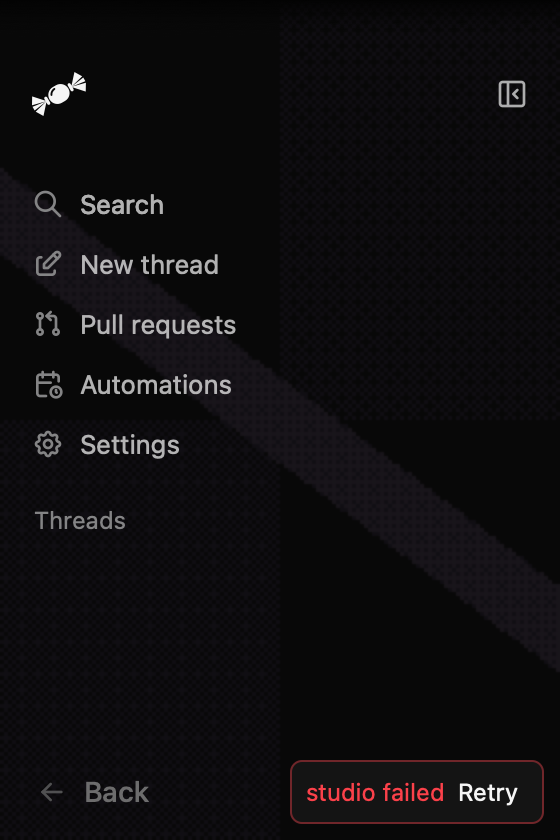 Search
New thread
Pull requests
Automations
Settings
Threads
Back
studio failed Retry